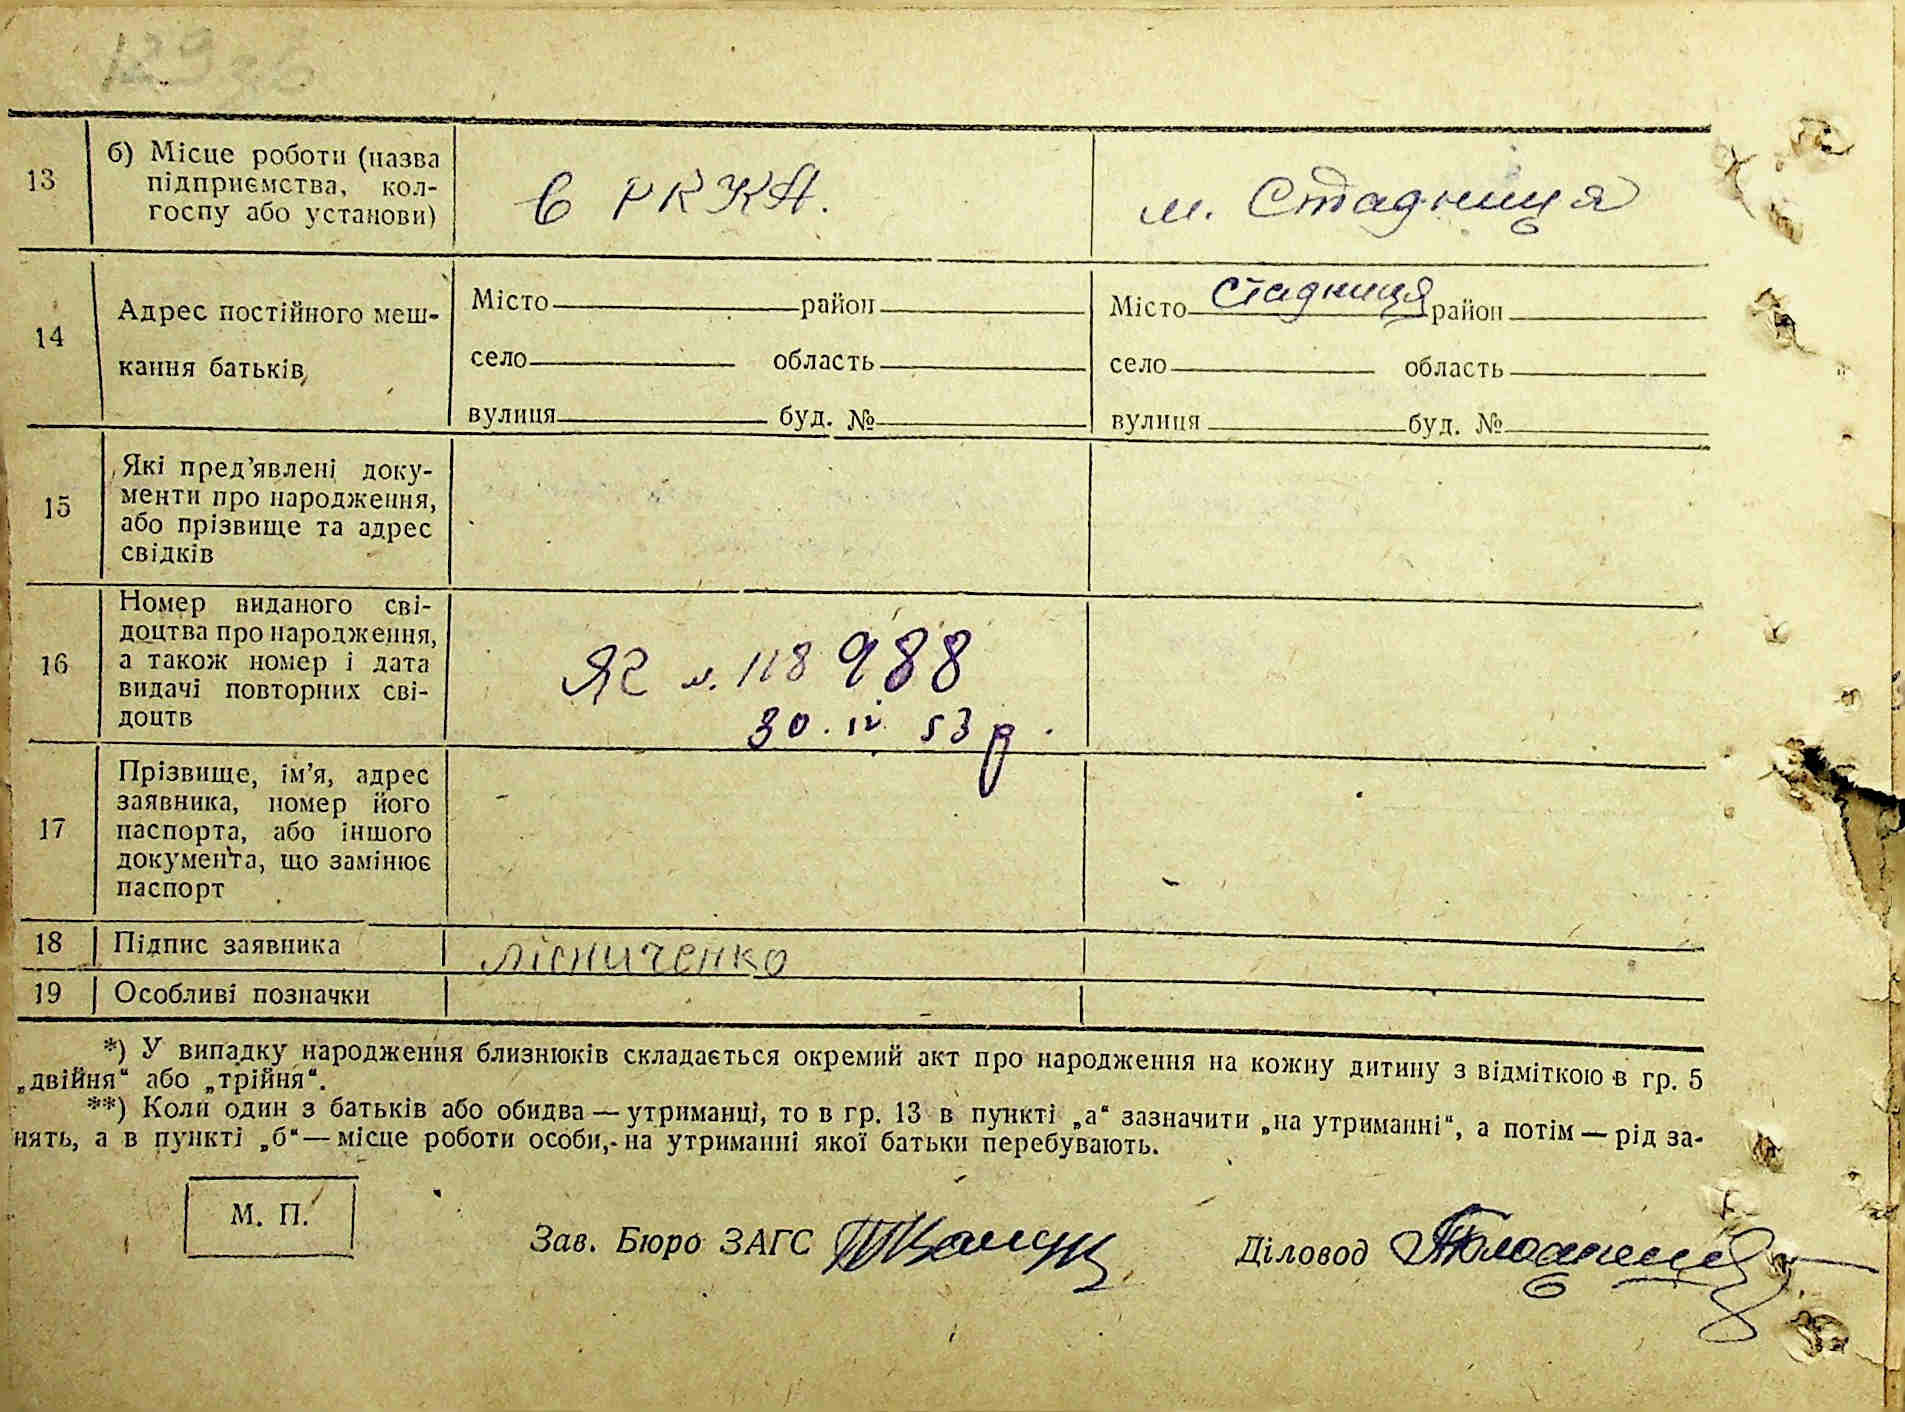 129 зв
13
б) Місце роботи (назва
підприємства, кол-
госпу або установи)
в РККА.
м. Стадниця
14
Адрес постійного меш-
кання батьків
Місто район
село область
вулиця буд. №
Місто Стадниця район
село область
вулиця буд. №
15
Які пред’явлені доку-
менти про народження,
або прізвище та адрес
свідків
16
Номер виданого сві-
доцтва про народження,
а також номер і дата
видачі повторних сві-
доцтв
ЯГ н. 118988
30. IV 53 р.
17
Прізвище, ім’я, адрес
заявника, номер його
паспорта, або іншого
документа, що замінює
паспорт
18
Підпис заявника
лісниченко
19
Особливі позначки
*) У випадку народження близнюків складається окремий акт про народження на кожну дитину з відміткою в гр. 5
„двійня“ або „трійня“.
**) Коли один з батьків або обидва — утриманці, то в гр. 13 в пункті „а“ зазначити „на утриманні“, а потім — рід за-
нять, а в пункті „б“ — місце роботи особи, на утриманні якої батьки перебувають.
М. П.
Зав. Бюро ЗАГС
Діловод